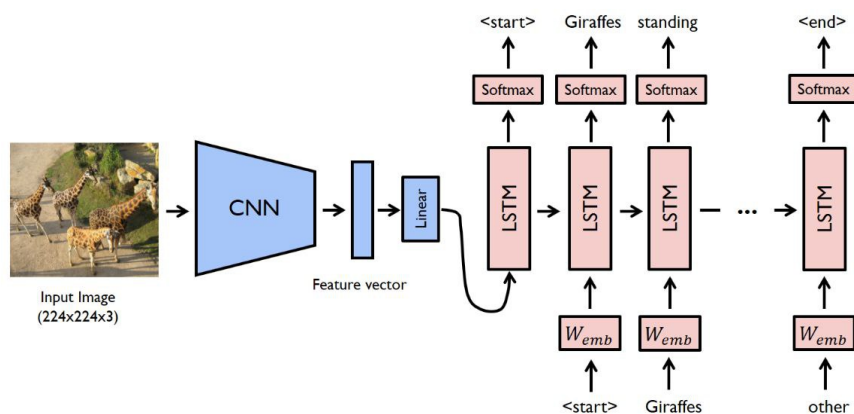 <start> Giraffes standing <end>
Softmax Softmax Softmax Softmax
CNN
Linear
LSTM LSTM LSTM ... LSTM
Feature vector
Input Image
(224x224x3)
W_emb W_emb W_emb
<start> Giraffes other